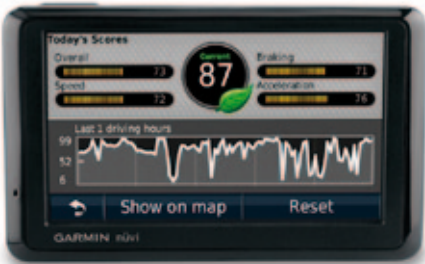 Today's Scores
Overall
73
Speed
72
Current
87
Braking
71
Acceleration
76
Last 1 driving hours
99
52
6
Show on map
Reset
GARMIN nüvi